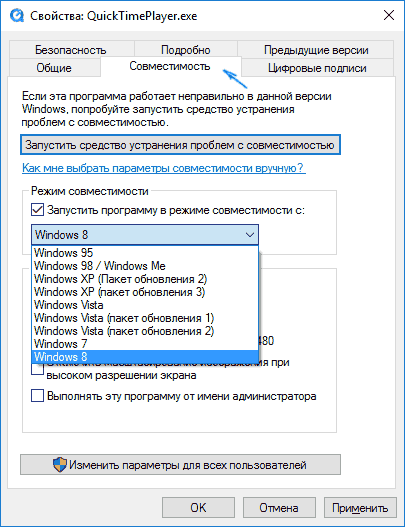 Свойства: QuickTimePlayer.exe
Безопасность Подробно Предыдущие версии
Общие Совместимость Цифровые подписи
Если эта программа работает неправильно в данной версии
Windows, попробуйте запустить средство устранения
проблем с совместимостью.
Запустить средство устранения проблем с совместимостью
Как мне выбрать параметры совместимости вручную?
Режим совместимости
Запустить программу в режиме совместимости с:
Windows 8
Windows 95
Windows 98 / Windows Me
Windows XP (Пакет обновления 2)
Windows XP (пакет обновления 3)
Windows Vista
Windows Vista (пакет обновления 1)
Windows Vista (пакет обновления 2)
Windows 7
480
Windows 8
высоком разрешении экрана
Выполнять эту программу от имени администратора
Изменить параметры для всех пользователей
OK Отмена Применить